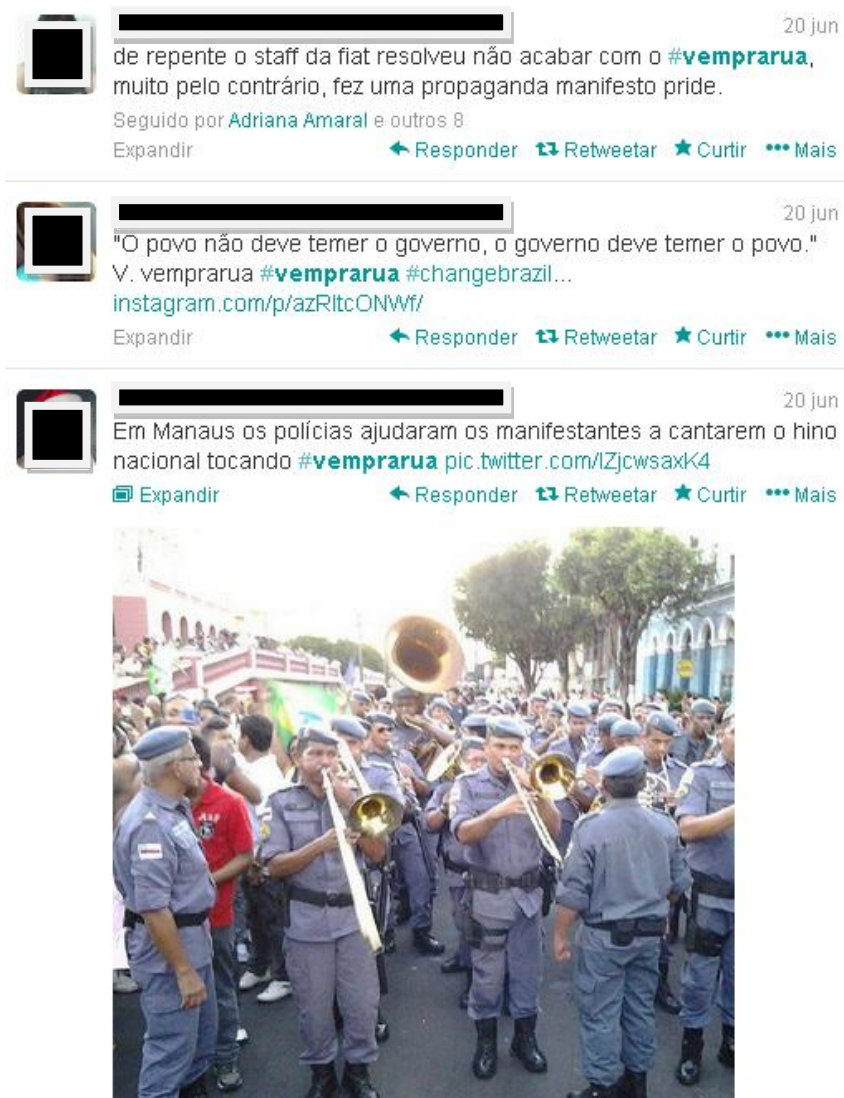 20 jun
de repente o staff da fiat resolveu não acabar com o #vemprarua,
muito pelo contrário, fez uma propaganda manifesto pride.
Seguido por Adriana Amaral e outros 8
Expandir Responder Retweetar Curtir Mais
20 jun
"O povo não deve temer o governo, o governo deve temer o povo."
V. vemprarua #vemprarua #changebrazil...
instagram.com/p/azRltcONWf/
Expandir Responder Retweetar Curtir Mais
20 jun
Em Manaus os polícias ajudaram os manifestantes a cantarem o hino
nacional tocando #vemprarua pic.twitter.com/lZjcwsaxK4
Expandir Responder Retweetar Curtir Mais